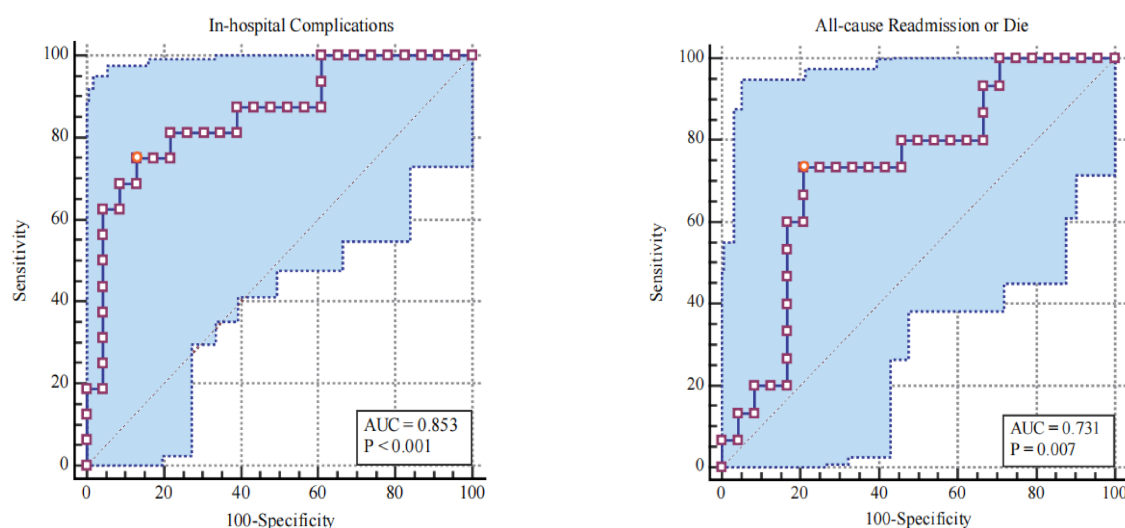 In-hospital Complications
100
80
60
40
20
0
Sensitivity
0 20 40 60 80 100
100-Specificity
AUC = 0.853
P < 0.001
All-cause Readmission or Die
100
80
60
40
20
0
Sensitivity
0 20 40 60 80 100
100-Specificity
AUC = 0.731
P = 0.007